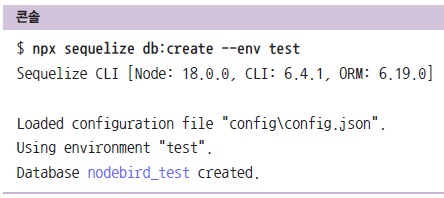 콘솔
$ npx sequelize db:create --env test
Sequelize CLI [Node: 18.0.0, CLI: 6.4.1, ORM: 6.19.0]
Loaded configuration file "config\config.json".
Using environment "test".
Database nodebird_test created.